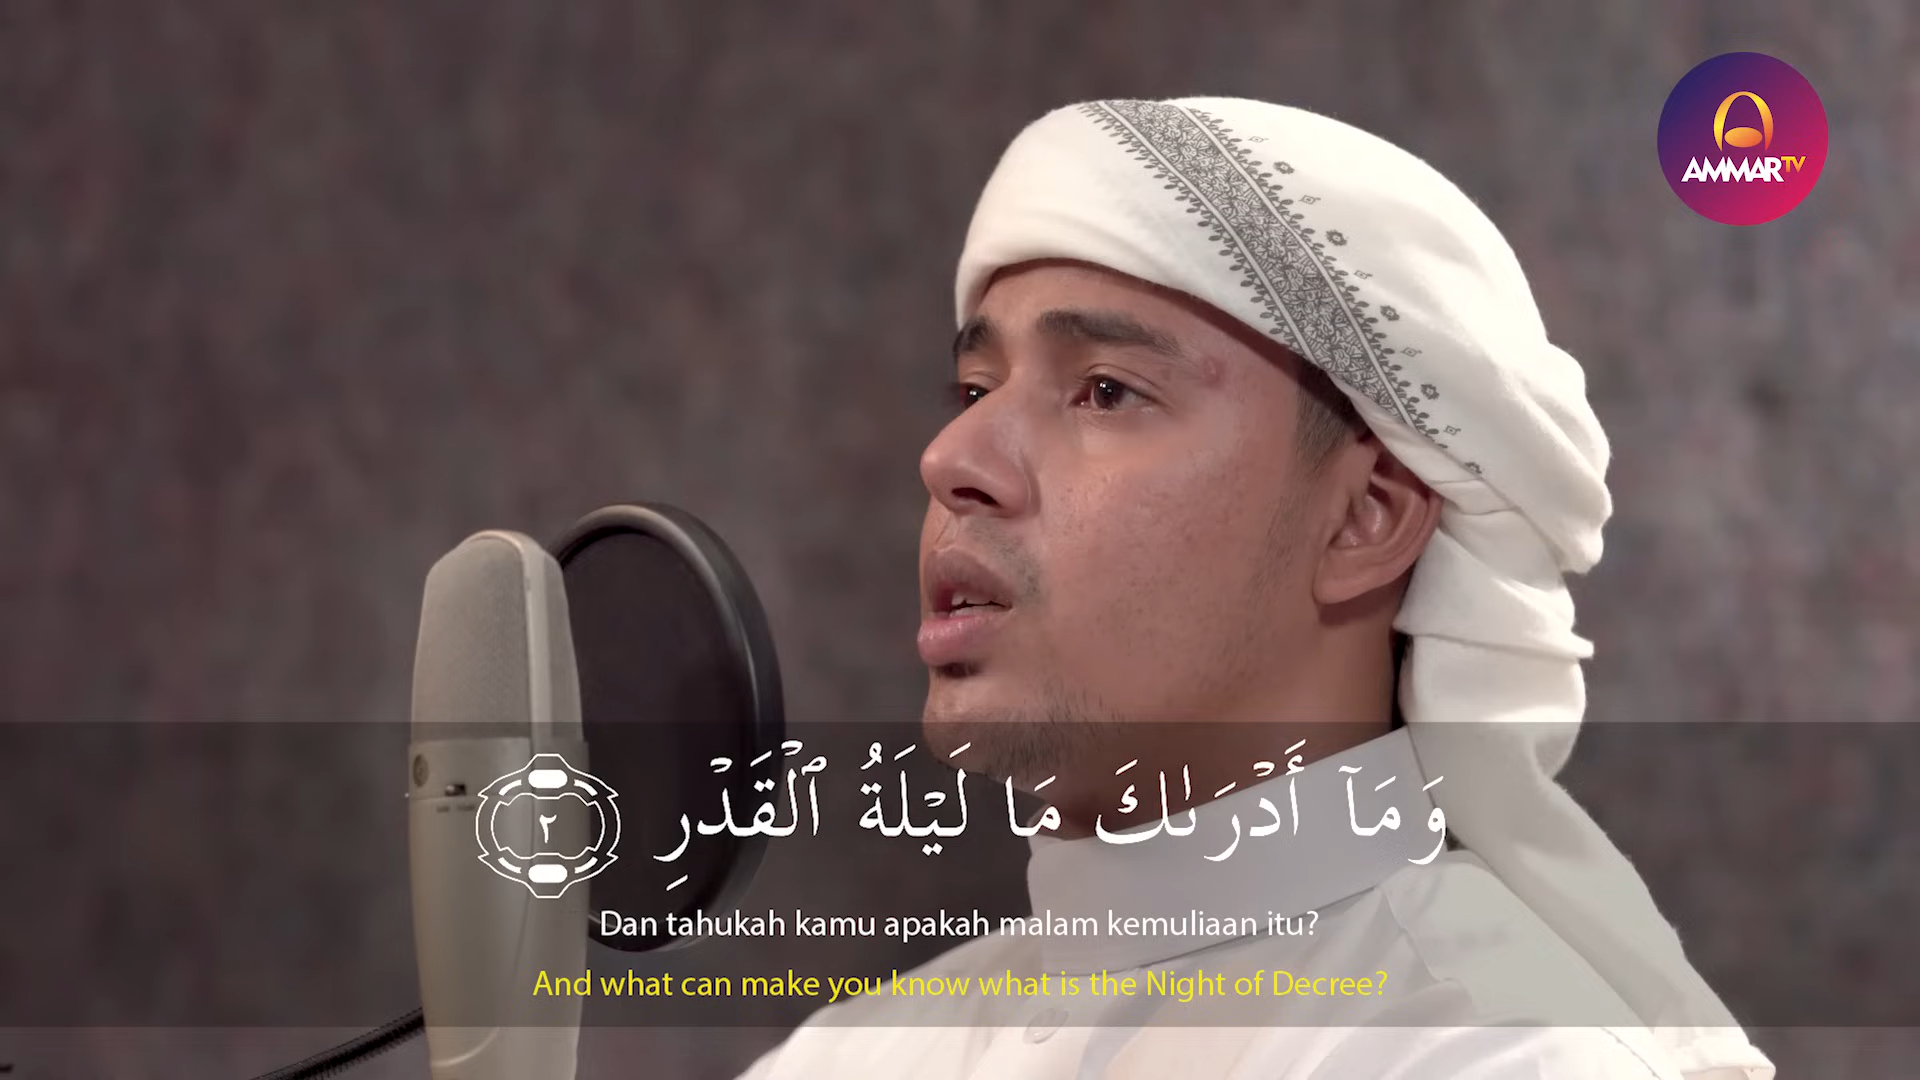 AMMARTV
وَمَآ أَدْرَىٰكَ مَا لَيْلَةُ ٱلْقَدْرِ ٢
Dan tahukah kamu apakah malam kemuliaan itu?
And what can make you know what is the Night of Decree?